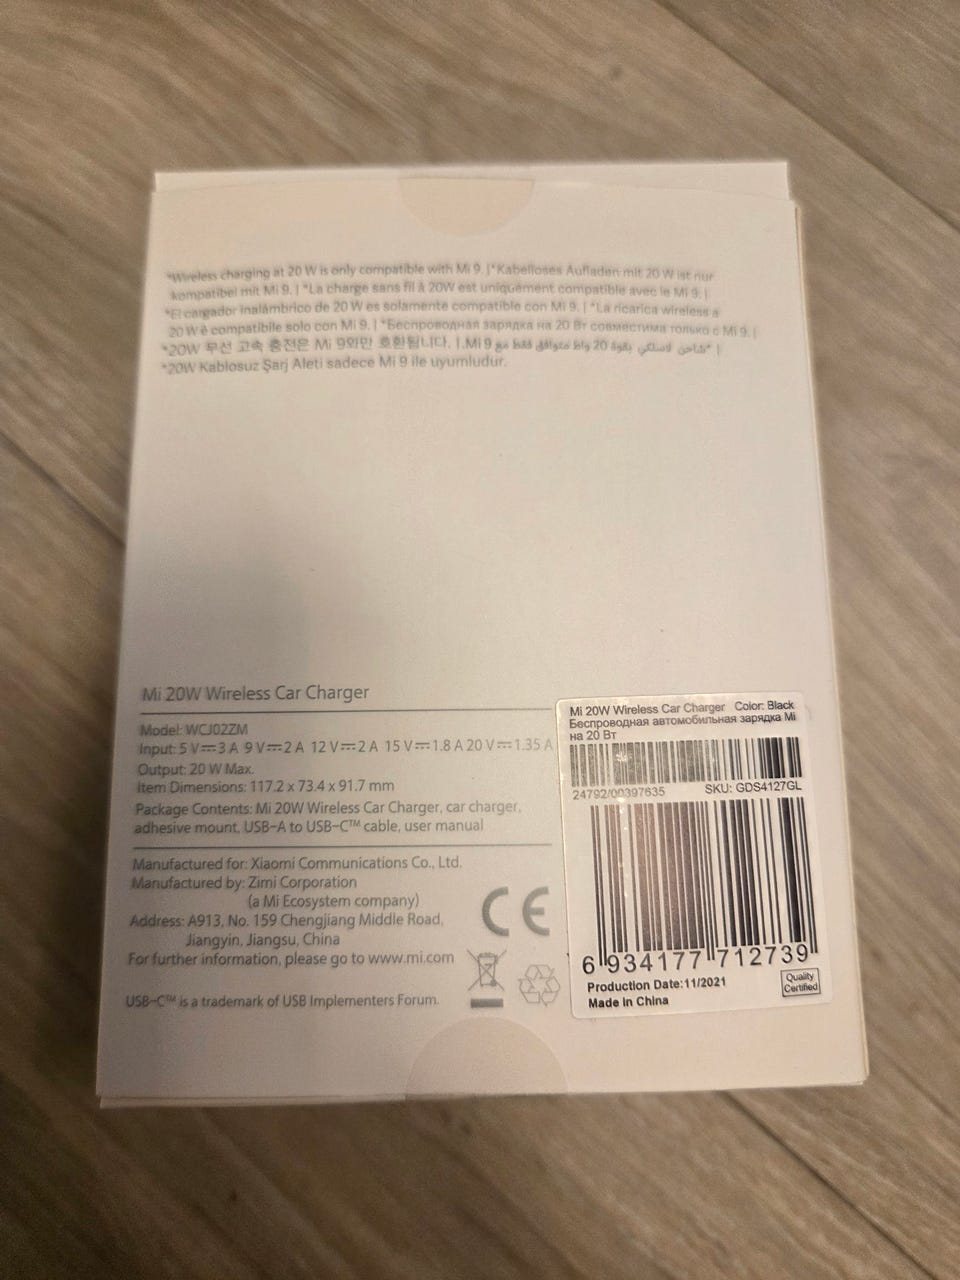 *Wireless charging at 20 W is only compatible with Mi 9. | *Kabelloses Aufladen mit 20 W ist nur
kompatibel mit Mi 9. | *La charge sans fil à 20W est uniquement compatible avec le Mi 9. |
*El cargador inalámbrico de 20 W es solamente compatible con Mi 9. | *La ricarica wireless a
20 W è compatibile solo con Mi 9. | *Беспроводная зарядка на 20 Вт совместима только с Mi 9. |
*20W 무선 고속 충전은 Mi 9와만 호환됩니다. | *شاحن لاسلكي بقوة 20 واط متوافق فقط مع Mi 9. |
*20W Kablosuz Şarj Aleti sadece Mi 9 ile uyumludur.
Mi 20W Wireless Car Charger
Model: WCJ02ZM
Input: 5 V⎓3 A 9 V⎓2 A 12 V⎓2 A 15 V⎓1.8 A 20 V⎓1.35 A
Output: 20 W Max.
Item Dimensions: 117.2 x 73.4 x 91.7 mm
Package Contents: Mi 20W Wireless Car Charger, car charger,
adhesive mount, USB-A to USB-C™ cable, user manual
Manufactured for: Xiaomi Communications Co., Ltd.
Manufactured by: Zimi Corporation
(a Mi Ecosystem company)
Address: A913, No. 159 Chengjiang Middle Road,
Jiangyin, Jiangsu, China
For further information, please go to www.mi.com
USB-C™ is a trademark of USB Implementers Forum.
CE
Mi 20W Wireless Car Charger Color: Black
Беспроводная автомобильная зарядка Mi
на 20 Вт
24792/00397635 SKU: GDS4127GL
6 934177 712739
Production Date:11/2021
Made in China
Quality
Certified